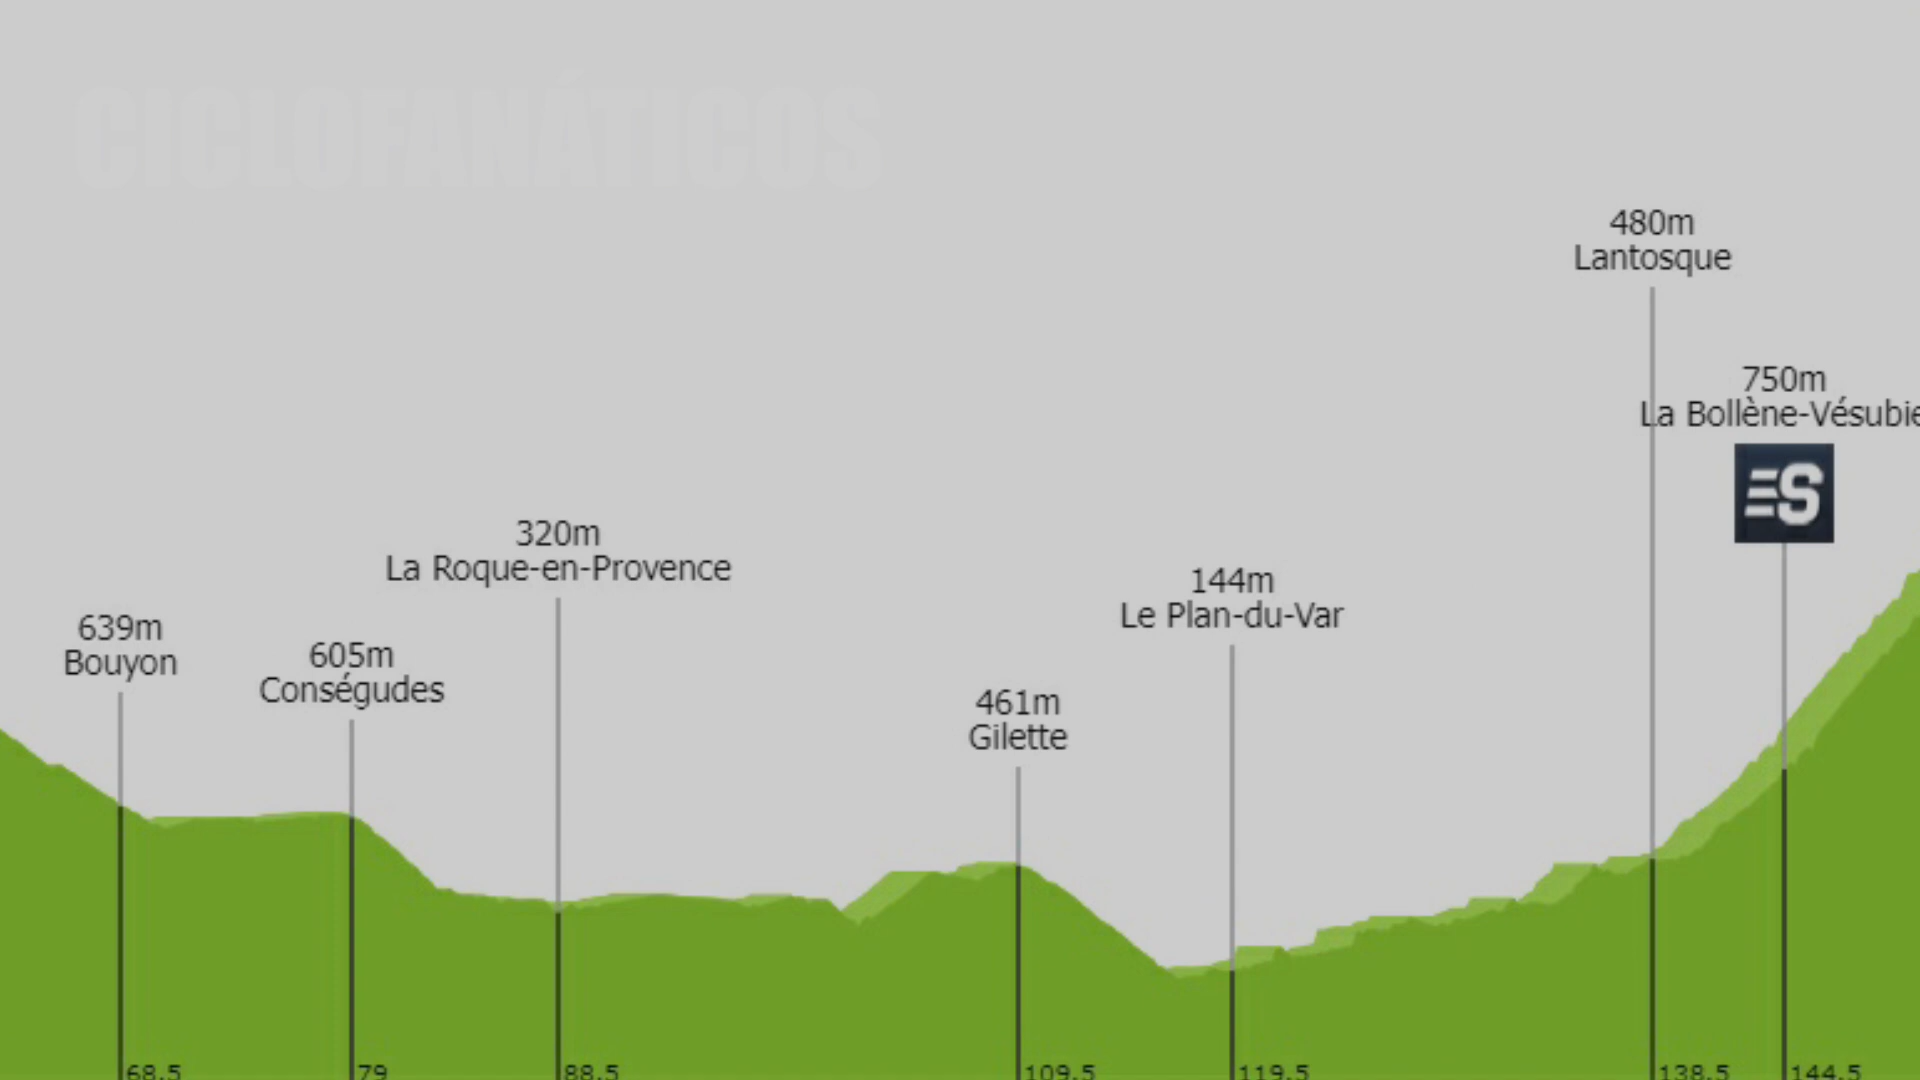 CICLOFANÁTICOS
480m
Lantosque
750m
La Bollène-Vésubie
S
320m
La Roque-en-Provence
144m
Le Plan-du-Var
639m
Bouyon
605m
Conségudes
461m
Gilette
68.5
79
88.5
109.5
119.5
138.5
144.5